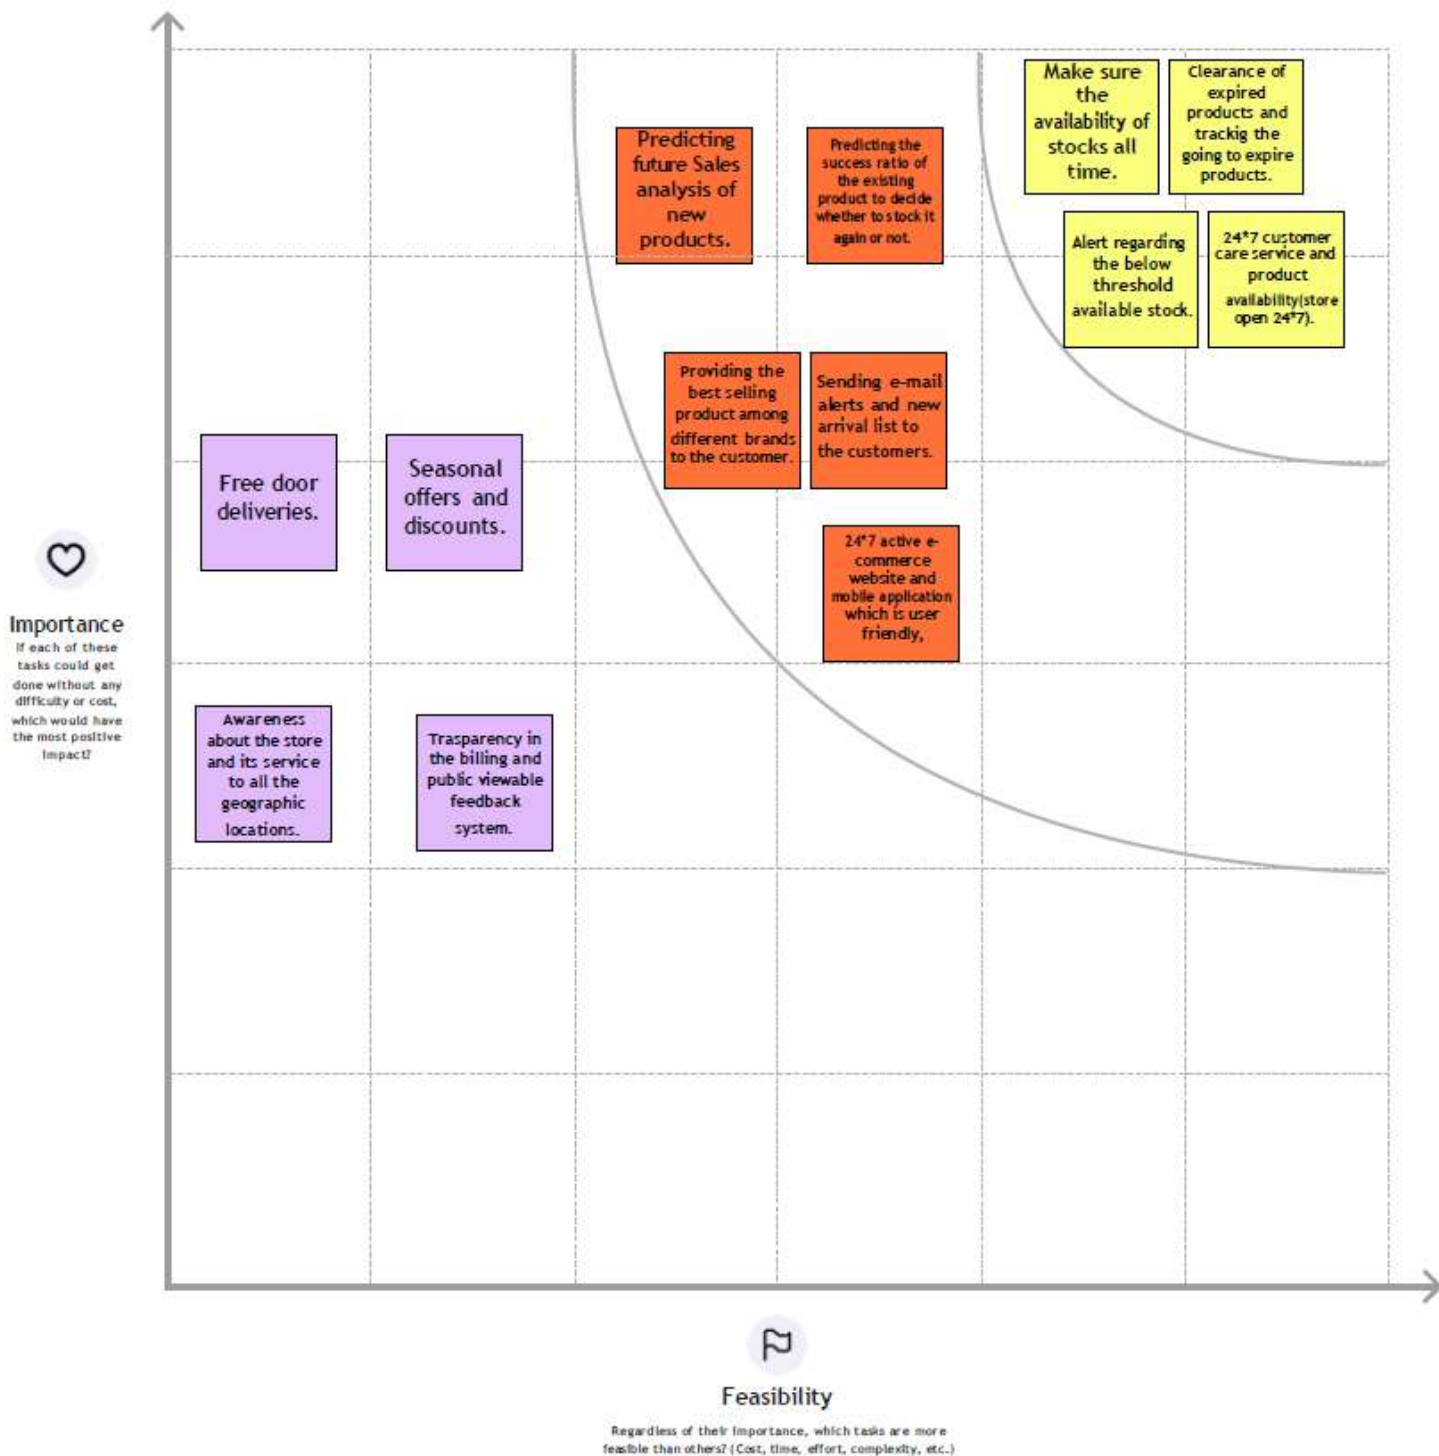 Make sure
the
availability of
stocks all
time.
Clearance of
expired
products and
trackig the
going to expire
products.
Predicting
future Sales
analysis of
new
products.
Predicting the
success ratio of
the existing
product to decide
whether to stock it
again or not.
Alert regarding
the below
threshold
available stock.
24*7 customer
care service and
product
availability(store
open 24*7).
Providing the
best selling
product among
different brands
to the customer.
Sending e-mail
alerts and new
arrival list to
the customers.
Free door
deliveries.
Seasonal
offers and
discounts.
24*7 active e-
commerce
website and
mobile application
which is user
friendly,
Importance
If each of these
tasks could get
done without any
difficulty or cost,
which would have
the most positive
impact?
Awareness
about the store
and its service
to all the
geographic
locations.
Trasparency in
the billing and
public viewable
feedback
system.
Feasibility
Regardless of their importance, which tasks are more
feasible than others? (Cost, time, effort, complexity, etc.)